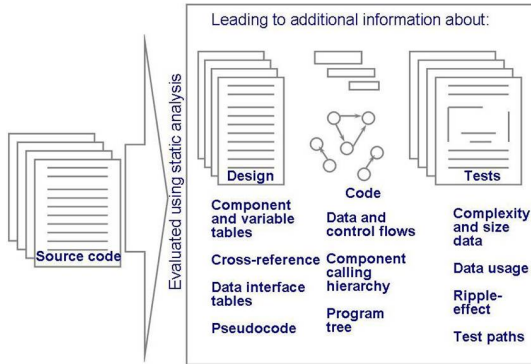 Leading to additional information about:
Evaluated using static analysis
Source code
Design
Component
and variable
tables
Cross-reference
Data interface
tables
Pseudocode
Code
Data and
control flows
Component
calling
hierarchy
Program
tree
Tests
Complexity
and size
data
Data usage
Ripple-
effect
Test paths